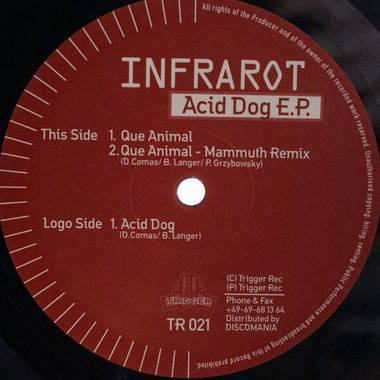 All rights of the Producer and of the owner of the recorded work reserved. Unauthorised copying, hiring, renting, Public Performance and broadcasting of this Record prohibited.
INFRAROT
Acid Dog E.P.
This Side 1. Que Animal
2. Que Animal - Mammuth Remix
(D.Comas/ B. Langer/ P. Grzybowsky)
Logo Side 1. Acid Dog
(D.Comas/ B. Langer)
(C) Trigger Rec
(P) Trigger Rec
TRIGGER
Phone & Fax
+49-69-68 13 64
TR 021
Distributed by
DISCOMANIA